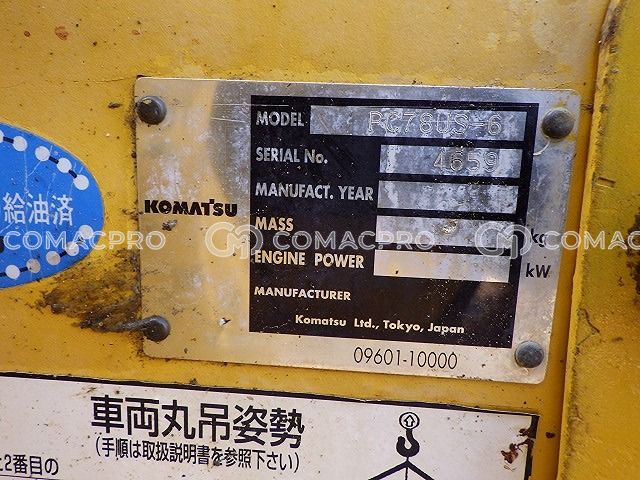 MODEL PC78US-6
SERIAL No. 4659
MANUFACT. YEAR
KOMATSU
MASS kg
ENGINE POWER kW
MANUFACTURER
Komatsu Ltd., Tokyo, Japan
09601-10000
給油済
COMACPRO COMACPRO COMACPRO
車両丸吊姿勢
(手順は取扱説明書を参照下さい)
2番目の